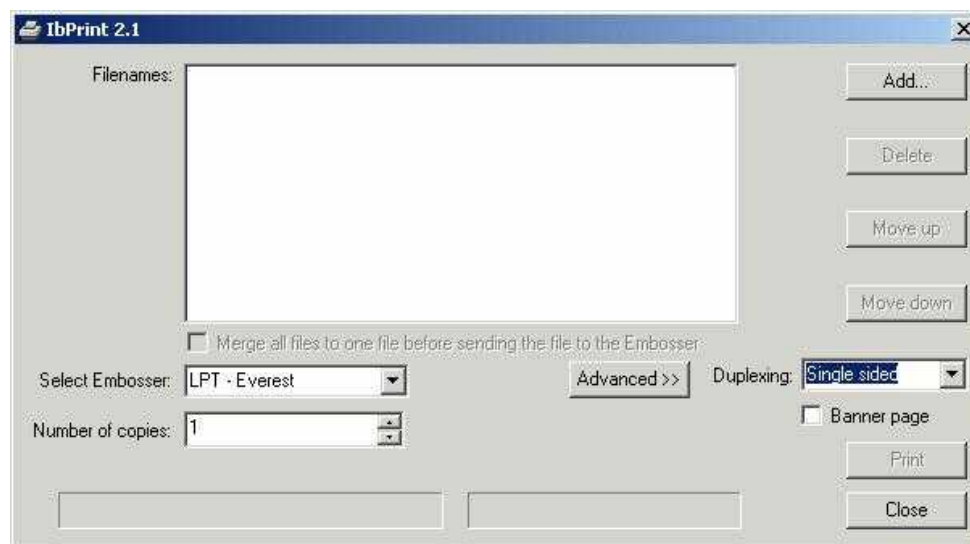 IbPrint 2.1
Filenames:
Add...
Delete
Move up
Move down
Merge all files to one file before sending the file to the Embosser
Select Embosser: LPT - Everest
Advanced >>
Duplexing: Single sided
Number of copies: 1
Banner page
Print
Close